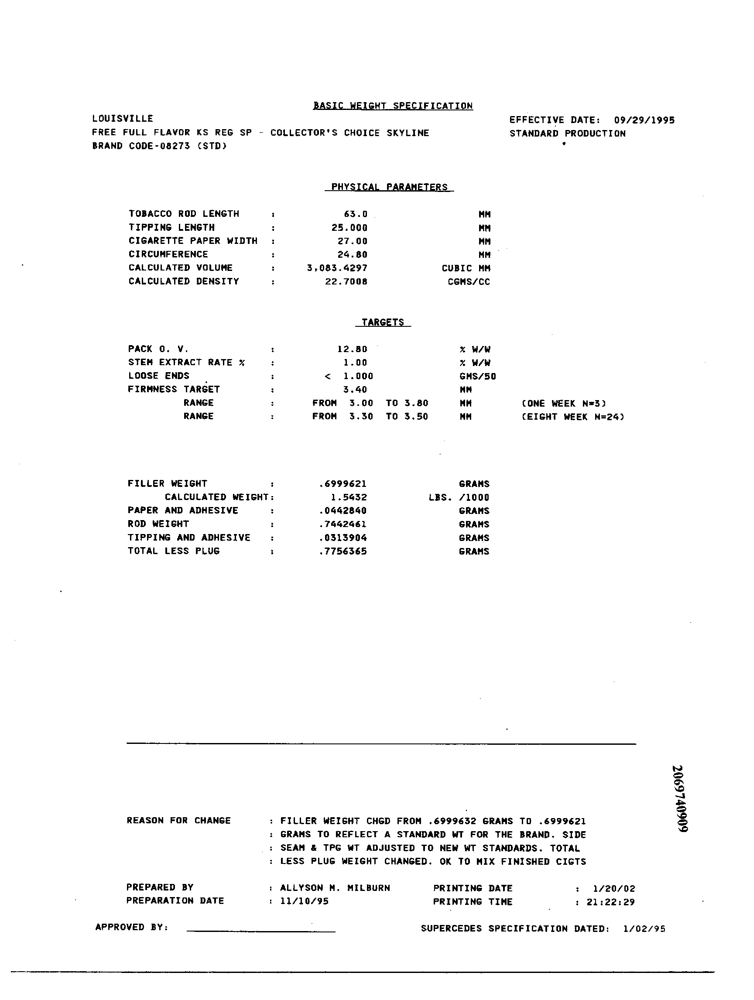 BASIC WEIGHT SPECIFICATION
LOUISVILLE EFFECTIVE DATE: 09/29/1995
FREE FULL FLAVOR KS REG SP - COLLECTOR'S CHOICE SKYLINE STANDARD PRODUCTION
BRAND CODE-08273 (STD) *
PHYSICAL PARAMETERS
TOBACCO ROD LENGTH : 63.0 MM
TIPPING LENGTH : 25.000 MM
CIGARETTE PAPER WIDTH : 27.00 MM
CIRCUMFERENCE : 24.80 MM
CALCULATED VOLUME : 3,083.4297 CUBIC MM
CALCULATED DENSITY : 22.7008 CGMS/CC
TARGETS
PACK O. V. : 12.80 % W/W
STEM EXTRACT RATE % : 1.00 % W/W
LOOSE ENDS : < 1.000 GMS/50
FIRMNESS TARGET : 3.40 MM
RANGE : FROM 3.00 TO 3.80 MM (ONE WEEK N=3)
RANGE : FROM 3.30 TO 3.50 MM (EIGHT WEEK N=24)
FILLER WEIGHT : .6999621 GRAMS
CALCULATED WEIGHT: 1.5432 LBS. /1000
PAPER AND ADHESIVE : .0442840 GRAMS
ROD WEIGHT : .7442461 GRAMS
TIPPING AND ADHESIVE : .0313904 GRAMS
TOTAL LESS PLUG : .7756365 GRAMS
2069740909
REASON FOR CHANGE : FILLER WEIGHT CHGD FROM .6999632 GRAMS TO .6999621
: GRAMS TO REFLECT A STANDARD WT FOR THE BRAND. SIDE
: SEAM & TPG WT ADJUSTED TO NEW WT STANDARDS. TOTAL
: LESS PLUG WEIGHT CHANGED. OK TO MIX FINISHED CIGTS
PREPARED BY : ALLYSON M. MILBURN PRINTING DATE : 1/20/02
PREPARATION DATE : 11/10/95 PRINTING TIME : 21:22:29
APPROVED BY: SUPERCEDES SPECIFICATION DATED: 1/02/95